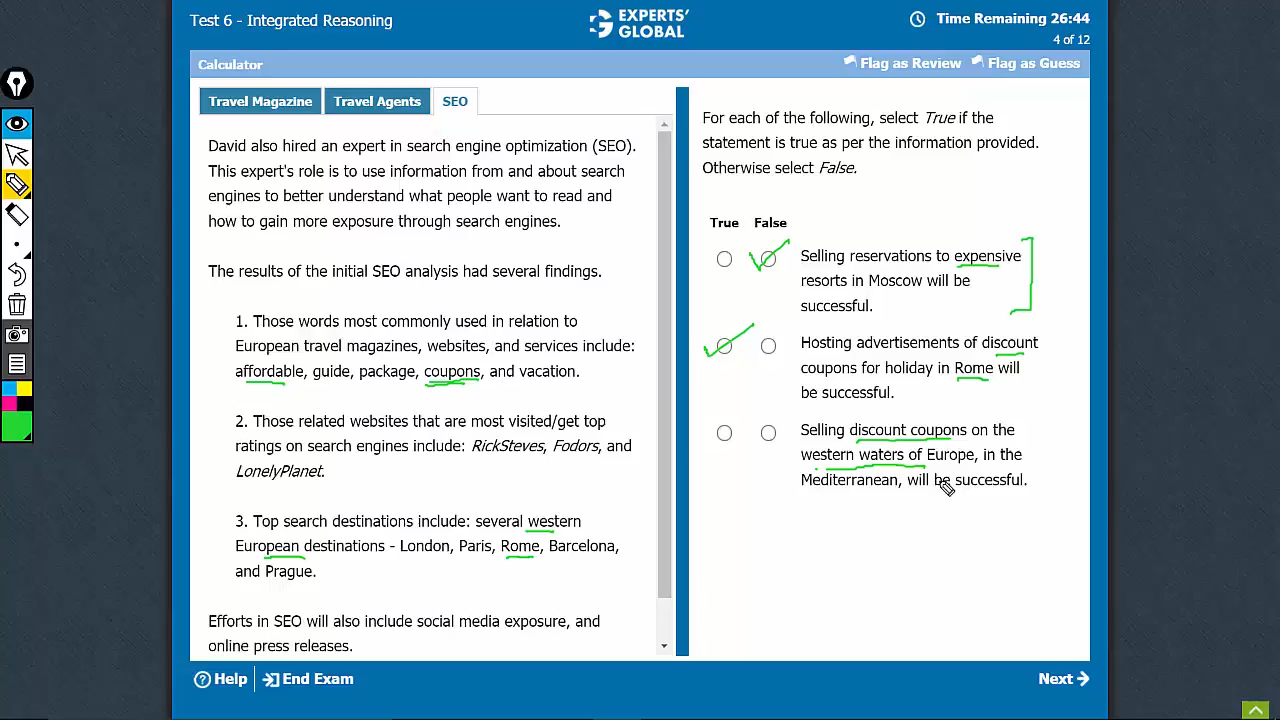 Test 6 - Integrated Reasoning
EXPERTS'
GLOBAL
Time Remaining 26:44
4 of 12
Calculator
Flag as Review
Flag as Guess
Travel Magazine
Travel Agents
SEO
David also hired an expert in search engine optimization (SEO).
This expert's role is to use information from and about search
engines to better understand what people want to read and
how to gain more exposure through search engines.
The results of the initial SEO analysis had several findings.
1. Those words most commonly used in relation to
European travel magazines, websites, and services include:
affordable, guide, package, coupons, and vacation.
2. Those related websites that are most visited/get top
ratings on search engines include: RickSteves, Fodors, and
LonelyPlanet.
3. Top search destinations include: several western
European destinations - London, Paris, Rome, Barcelona,
and Prague.
Efforts in SEO will also include social media exposure, and
online press releases.
For each of the following, select True if the
statement is true as per the information provided.
Otherwise select False.
True False
Selling reservations to expensive
resorts in Moscow will be
successful.
Hosting advertisements of discount
coupons for holiday in Rome will
be successful.
Selling discount coupons on the
western waters of Europe, in the
Mediterranean, will be successful.
Help
End Exam
Next